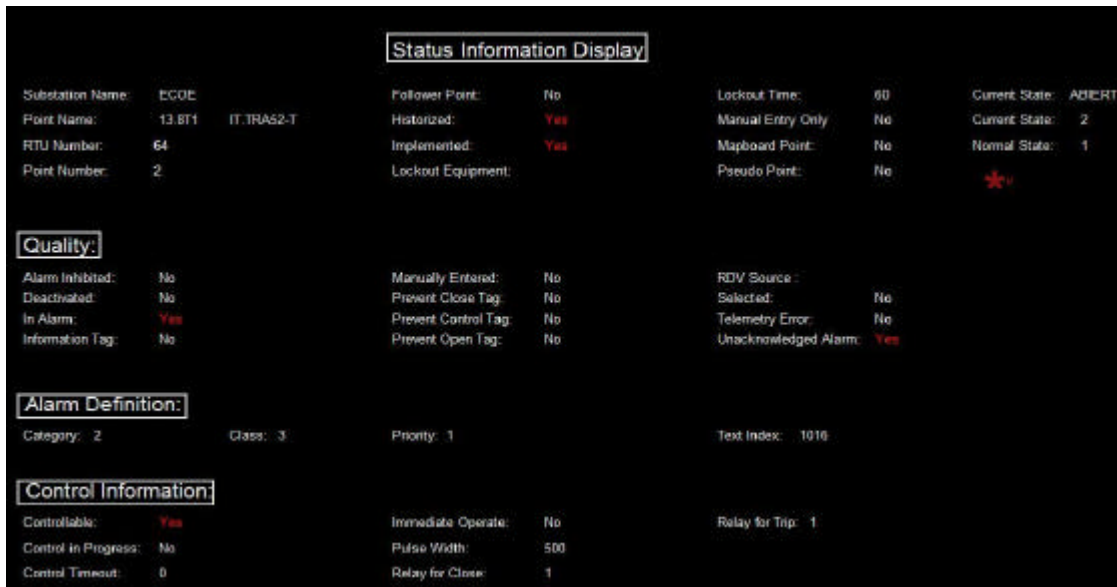 Status Information Display
Substation Name: ECOE Follower Point: No Lockout Time: 60 Current State: ABIERT
Point Name: 13.8T1 IT.TRA52-T Historized: Yes Manual Entry Only No Current State: 2
RTU Number: 64 Implemented: Yes Mapboard Point: No Normal State: 1
Point Number: 2 Lockout Equipment: Pseudo Point: No
*
Quality:
Alarm Inhibited: No Manually Entered: No RDV Source :
Deactivated: No Prevent Close Tag: No Selected: No
In Alarm: Yes Prevent Control Tag: No Telemetry Error: No
Information Tag: No Prevent Open Tag: No Unacknowledged Alarm: Yes
Alarm Definition:
Category: 2 Class: 3 Priority: 1 Text Index: 1016
Control Information:
Controllable: Yes Immediate Operate: No Relay for Trip: 1
Control in Progress: No Pulse Width: 500
Control Timeout: 0 Relay for Close: 1